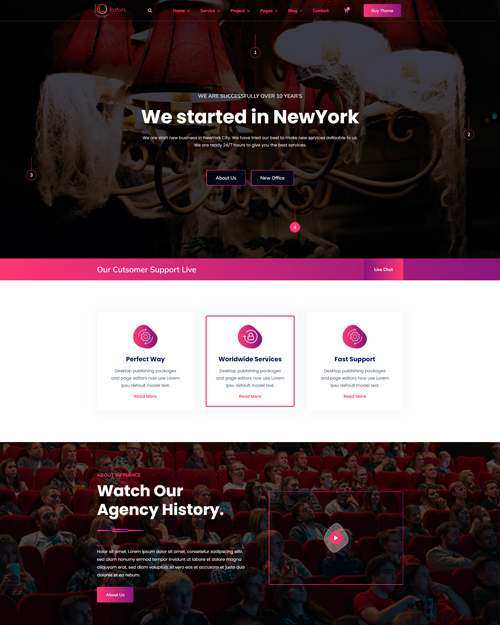 Raton.
Home Service Project Pages Blog Contact
Buy Theme
1
WE ARE SUCCESSFULLY OVER 10 YEAR'S
We started in NewYork
We are start new business in NewYork City. We have tried our best to make new services avilaable to us.
We are ready 24/7 hours to give you the best services.
2
3
About Us
New Office
4
Our Cutsomer Support Live
Live Chat
Perfect Way
Desktop publishing packages
and page editors now use Lorem
Ipsu default model text.
Read More
Worldwide Services
Desktop publishing packages
and page editors now use Lorem
Ipsu default model text.
Read More
Fast Support
Desktop publishing packages
and page editors now use Lorem
Ipsu default model text.
Read More
Watch Our
Agency History.
Holor sit amet. Lorem ipsum dolor sit amet, consetetur sadipscing elitr,
sed diam nonumy eirmod tempor invidunt ut labore et dolore magna
aliquyam erat, sed diam voluptua. At vero eos et accusam et justo duo
dolores et ea rebum.
About Us